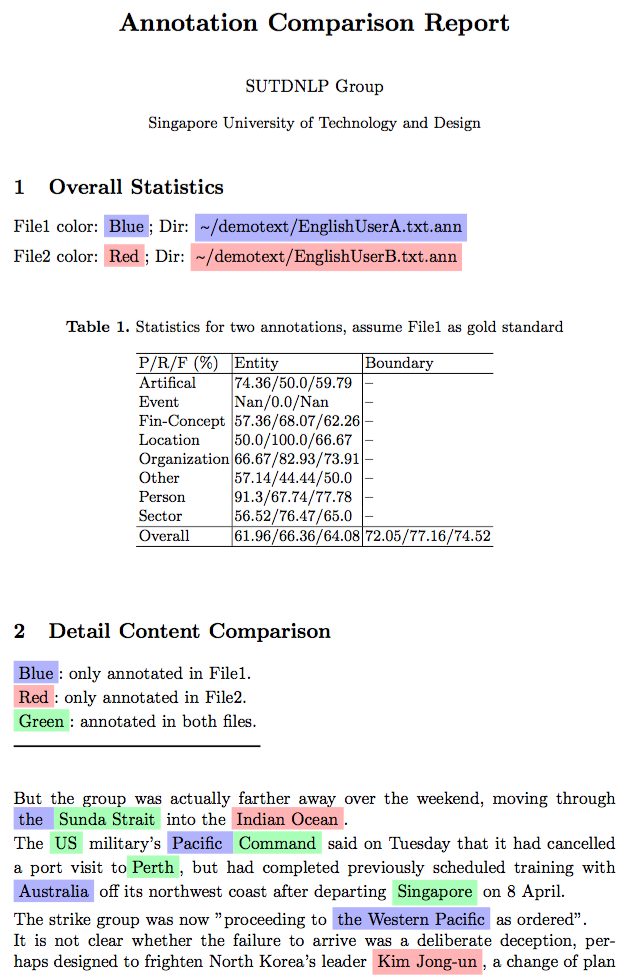 Annotation Comparison Report
SUTDNLP Group
Singapore University of Technology and Design
1 Overall Statistics
File1 color: Blue ; Dir: ~/demotext/EnglishUserA.txt.ann
File2 color: Red ; Dir: ~/demotext/EnglishUserB.txt.ann
Table 1. Statistics for two annotations, assume File1 as gold standard
P/R/F (%) Entity Boundary
Artifical 74.36/50.0/59.79 –
Event Nan/0.0/Nan –
Fin-Concept 57.36/68.07/62.26 –
Location 50.0/100.0/66.67 –
Organization 66.67/82.93/73.91 –
Other 57.14/44.44/50.0 –
Person 91.3/67.74/77.78 –
Sector 56.52/76.47/65.0 –
Overall 61.96/66.36/64.08 72.05/77.16/74.52
2 Detail Content Comparison
Blue : only annotated in File1.
Red : only annotated in File2.
Green : annotated in both files.
But the group was actually farther away over the weekend, moving through
the Sunda Strait into the Indian Ocean .
The US military's Pacific Command said on Tuesday that it had cancelled
a port visit to Perth , but had completed previously scheduled training with
Australia off its northwest coast after departing Singapore on 8 April.
The strike group was now "proceeding to the Western Pacific as ordered".
It is not clear whether the failure to arrive was a deliberate deception, per-
haps designed to frighten North Korea's leader Kim Jong-un , a change of plan